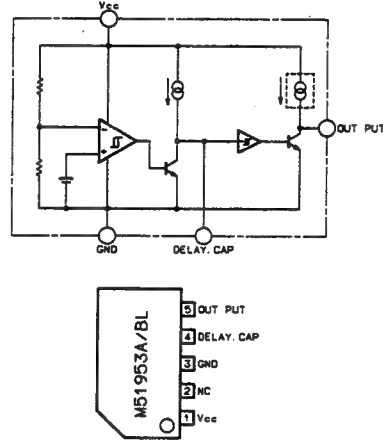 Vcc
OUT PUT
GND
DELAY. CAP
M51953A/BL
5 OUT PUT
4 DELAY. CAP
3 GND
2 NC
1 Vcc